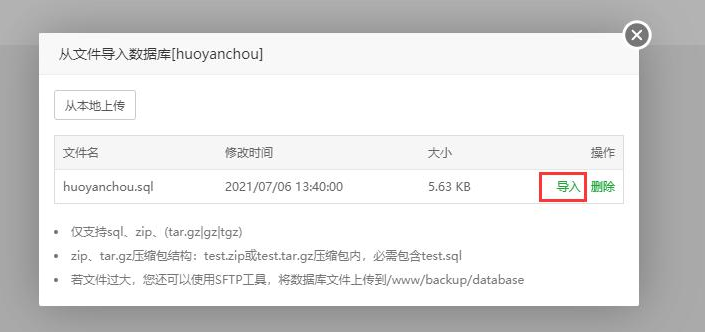 从文件导入数据库[huoyanchou]
从本地上传
文件名 修改时间 大小 操作
huoyanchou.sql 2021/07/06 13:40:00 5.63 KB 导入 删除
仅支持sql、zip、(tar.gz|gz|tgz)
zip、tar.gz压缩包结构：test.zip或test.tar.gz压缩包内，必需包含test.sql
若文件过大，您还可以使用SFTP工具，将数据库文件上传到/www/backup/database